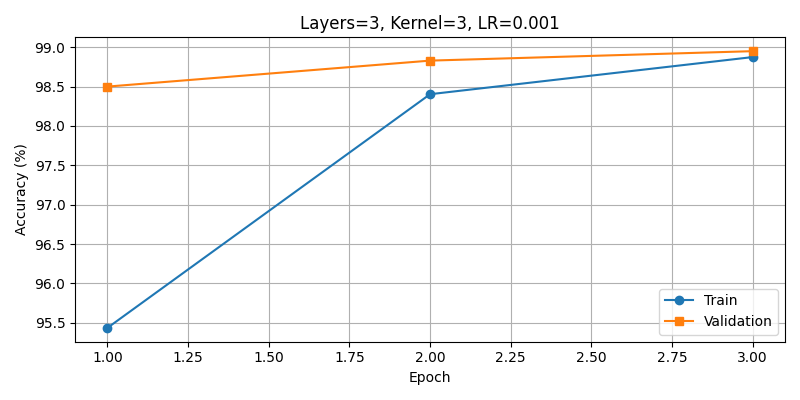 Layers=3, Kernel=3, LR=0.001
Accuracy (%)
99.0
98.5
98.0
97.5
97.0
96.5
96.0
95.5
Train
Validation
1.00 1.25 1.50 1.75 2.00 2.25 2.50 2.75 3.00
Epoch